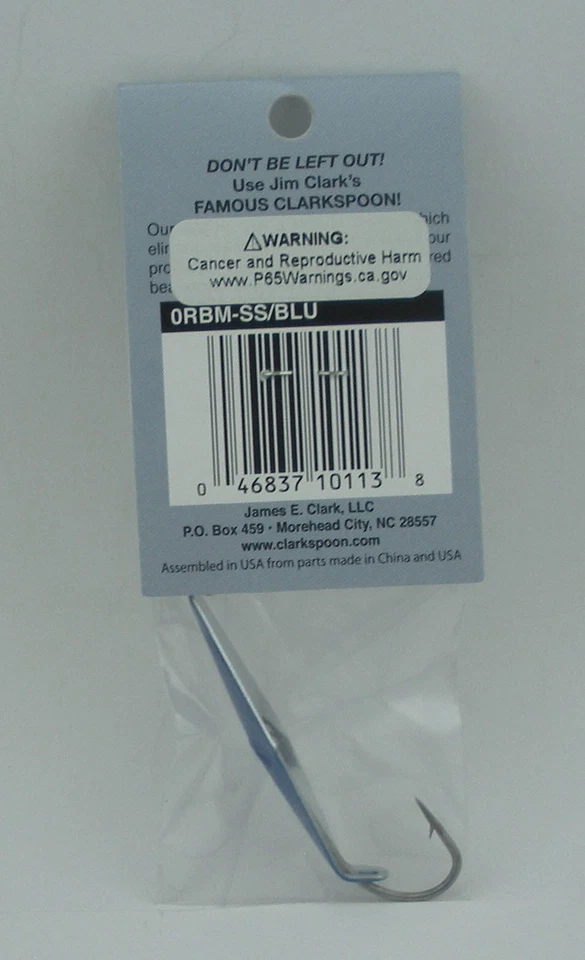 DON'T BE LEFT OUT!
Use Jim Clark's
FAMOUS CLARKSPOON!
⚠WARNING:
Cancer and Reproductive Harm
www.P65Warnings.ca.gov
0RBM-SS/BLU
0 46837 10113 8
James E. Clark, LLC
P.O. Box 459 • Morehead City, NC 28557
www.clarkspoon.com
Assembled in USA from parts made in China and USA